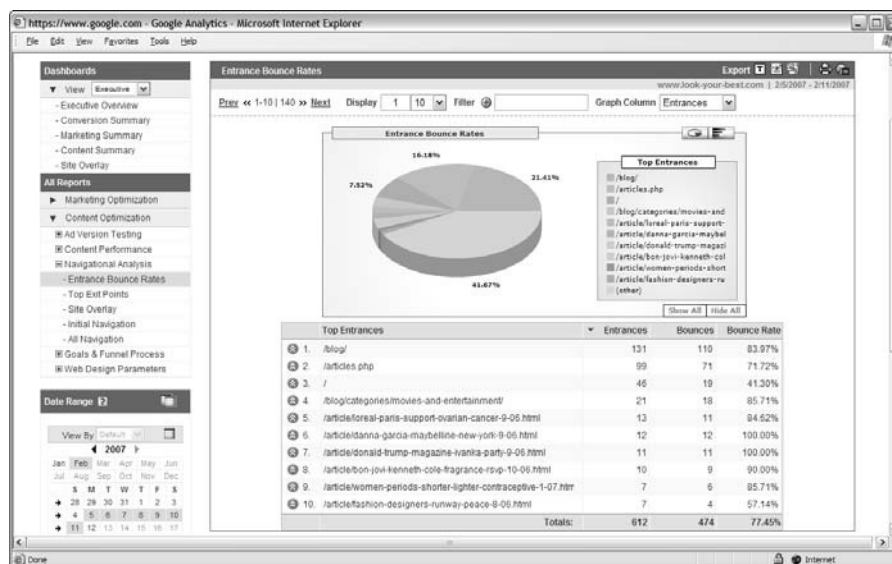 https://www.google.com - Google Analytics - Microsoft Internet Explorer
File Edit View Favorites Tools Help
Dashboards
View Executive
- Executive Overview
- Conversion Summary
- Marketing Summary
- Content Summary
- Site Overlay
All Reports
Marketing Optimization
Content Optimization
Ad Version Testing
Content Performance
Navigational Analysis
- Entrance Bounce Rates
- Top Exit Points
- Site Overlay
- Initial Navigation
- All Navigation
Goals & Funnel Process
Web Design Parameters
Date Range
View By Default
2007
Jan Feb Mar Apr May Jun
Jul Aug Sep Oct Nov Dec
S M T W T F S
28 29 30 31 1 2 3
4 5 6 7 8 9 10
11 12 13 14 15 16 17
Entrance Bounce Rates Export
www.look-your-best.com | 2/5/2007 - 2/11/2007
Prev « 1-10 | 140 » Next Display 1 10 Filter Graph Column Entrances
Entrance Bounce Rates
16.18%
7.52%
21.41%
41.67%
Top Entrances
/blog/
/articles.php
/
/blog/categories/movies-and
/article/loreal-paris-support-
/article/danna-garcia-maybel
/article/donald-trump-magazi
/article/bon-jovi-kenneth-col
/article/women-periods-short
/article/fashion-designers-ru
(other)
Show All Hide All
Top Entrances Entrances Bounces Bounce Rate
1. /blog/ 131 110 83.97%
2. /articles.php 99 71 71.72%
3. / 46 19 41.30%
4. /blog/categories/movies-and-entertainment/ 21 18 85.71%
5. /article/loreal-paris-support-ovarian-cancer-9-06.html 13 11 84.62%
6. /article/danna-garcia-maybelline-new-york-9-06.html 12 12 100.00%
7. /article/donald-trump-magazine-ivanka-party-9-06.html 11 11 100.00%
8. /article/bon-jovi-kenneth-cole-fragrance-rsvp-10-06.html 10 9 90.00%
9. /article/women-periods-shorter-lighter-contraceptive-1-07.htm 7 6 85.71%
10. /article/fashion-designers-runway-peace-8-06.html 7 4 57.14%
Totals: 612 474 77.45%
Done Internet